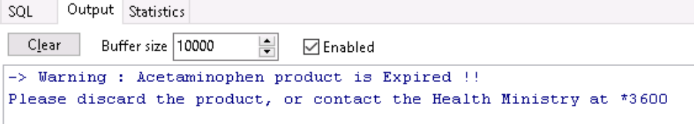 SQL Output Statistics
Clear Buffer size 10000 Enabled
-> Warning : Acetaminophen product is Expired !!
Please discard the product, or contact the Health Ministry at *3600